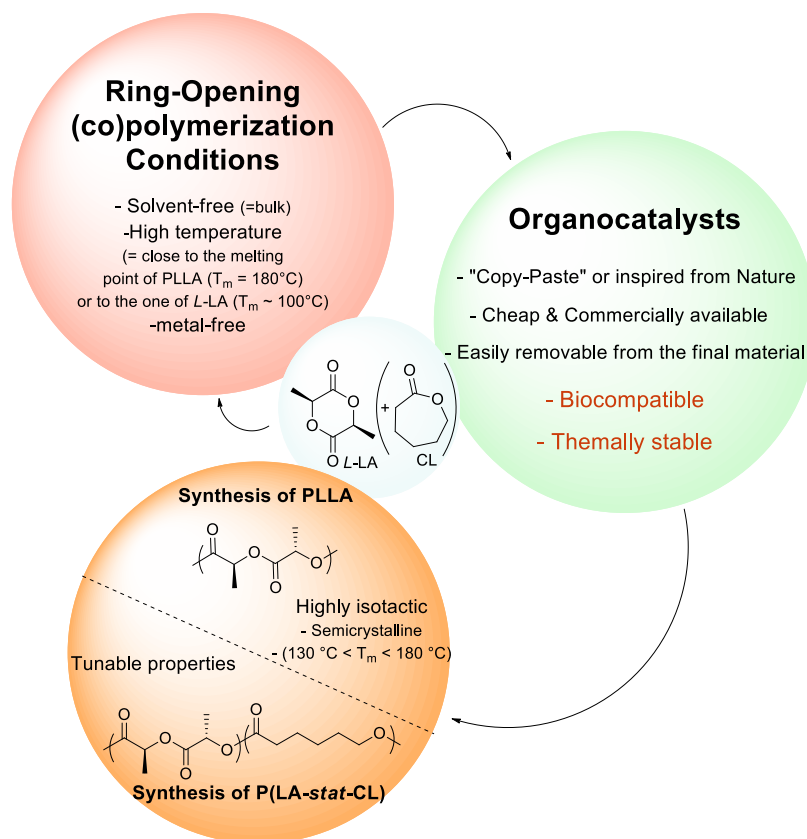 Ring-Opening
(co)polymerization
Conditions
- Solvent-free (=bulk)
-High temperature
(= close to the melting
point of PLLA (Tm = 180°C)
or to the one of L-LA (Tm ~ 100°C)
-metal-free
Organocatalysts
- "Copy-Paste" or inspired from Nature
- Cheap & Commercially available
- Easily removable from the final material
- Biocompatible
- Themally stable
O
O
O
O
L-LA
+
O
O
CL
Synthesis of PLLA
O
O
O
O
Highly isotactic
- Semicrystalline
- (130 °C < Tm < 180 °C)
Tunable properties
O
O
O
O
O
O
Synthesis of P(LA-stat-CL)